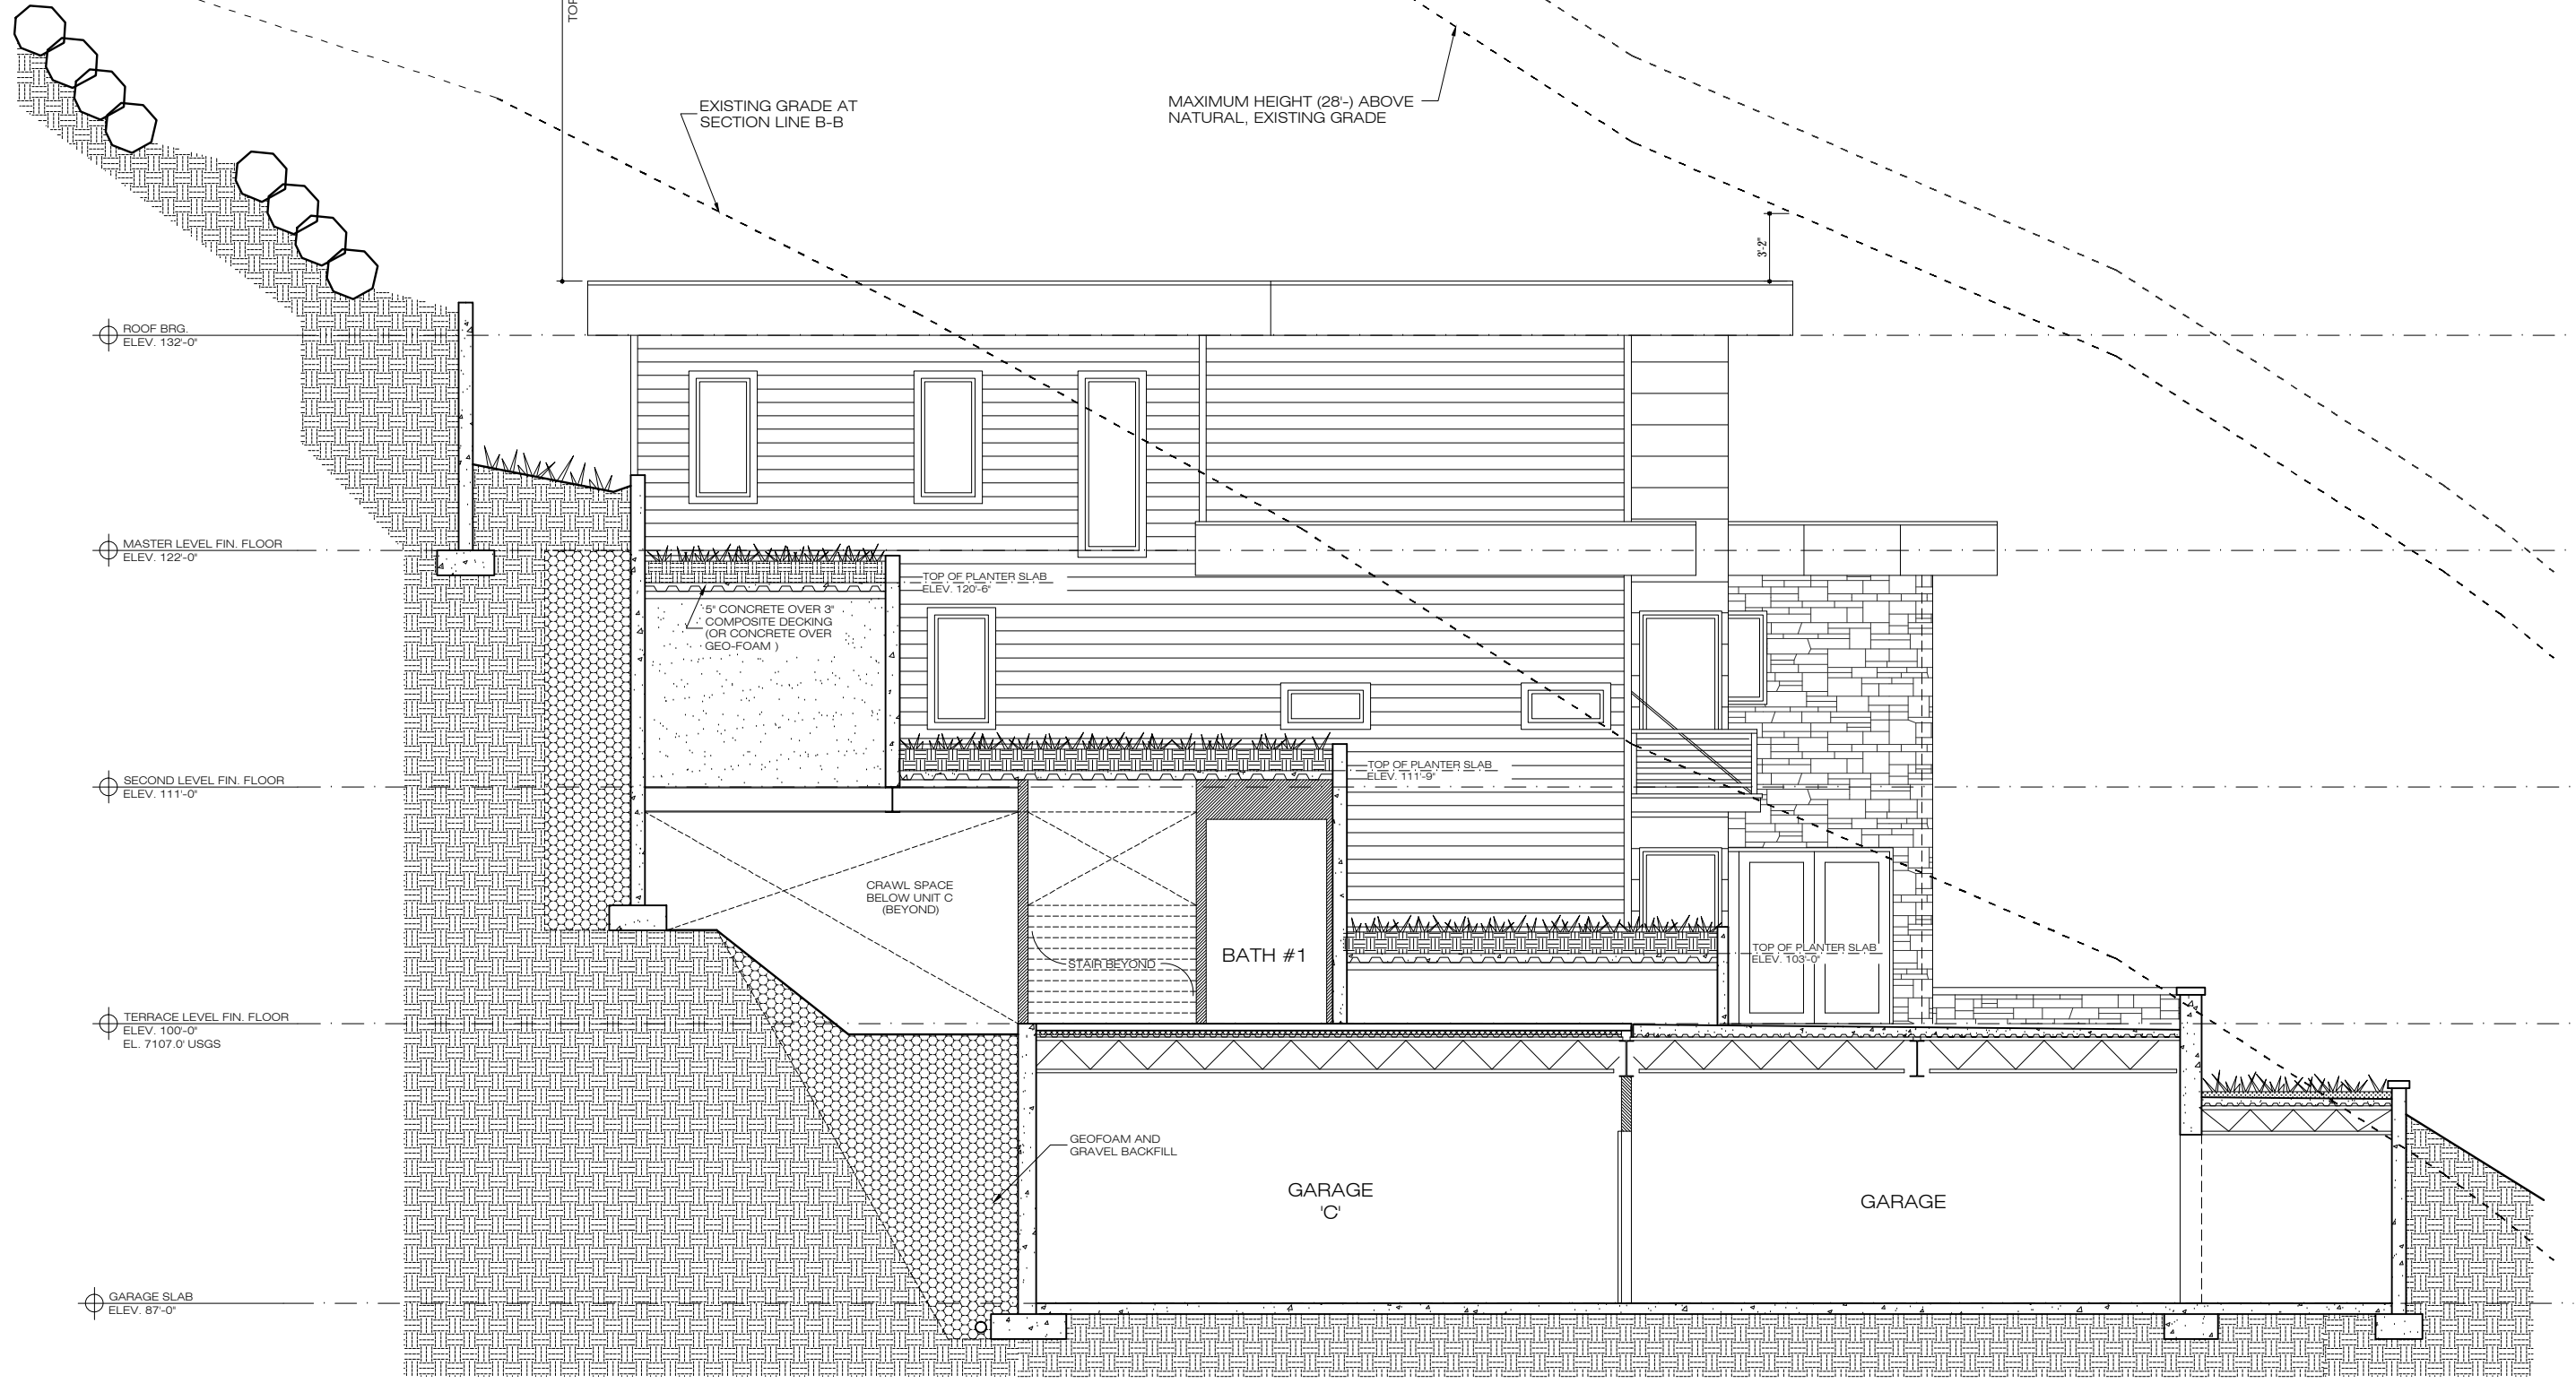 TOP
EXISTING GRADE AT
SECTION LINE B-B
MAXIMUM HEIGHT (28'-) ABOVE
NATURAL, EXISTING GRADE
3'-2"
ROOF BRG.
ELEV. 132'-0"
MASTER LEVEL FIN. FLOOR
ELEV. 122'-0"
TOP OF PLANTER SLAB
ELEV. 120'-6"
5" CONCRETE OVER 3"
COMPOSITE DECKING
(OR CONCRETE OVER
GEO-FOAM )
SECOND LEVEL FIN. FLOOR
ELEV. 111'-0"
TOP OF PLANTER SLAB
ELEV. 111'-9"
CRAWL SPACE
BELOW UNIT C
(BEYOND)
STAIR BEYOND
BATH #1
TOP OF PLANTER SLAB
ELEV. 103'-0"
TERRACE LEVEL FIN. FLOOR
ELEV. 100'-0"
EL. 7107.0' USGS
GEOFOAM AND
GRAVEL BACKFILL
GARAGE
'C'
GARAGE
GARAGE SLAB
ELEV. 87'-0"